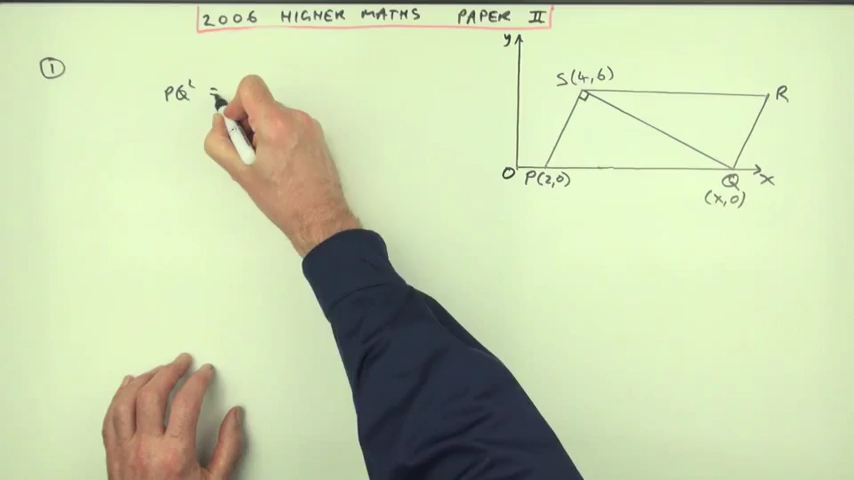 2006 HIGHER MATHS PAPER II
①
PQ² =
y
S(4,6)
R
O
P(2,0)
Q
x
(x,0)